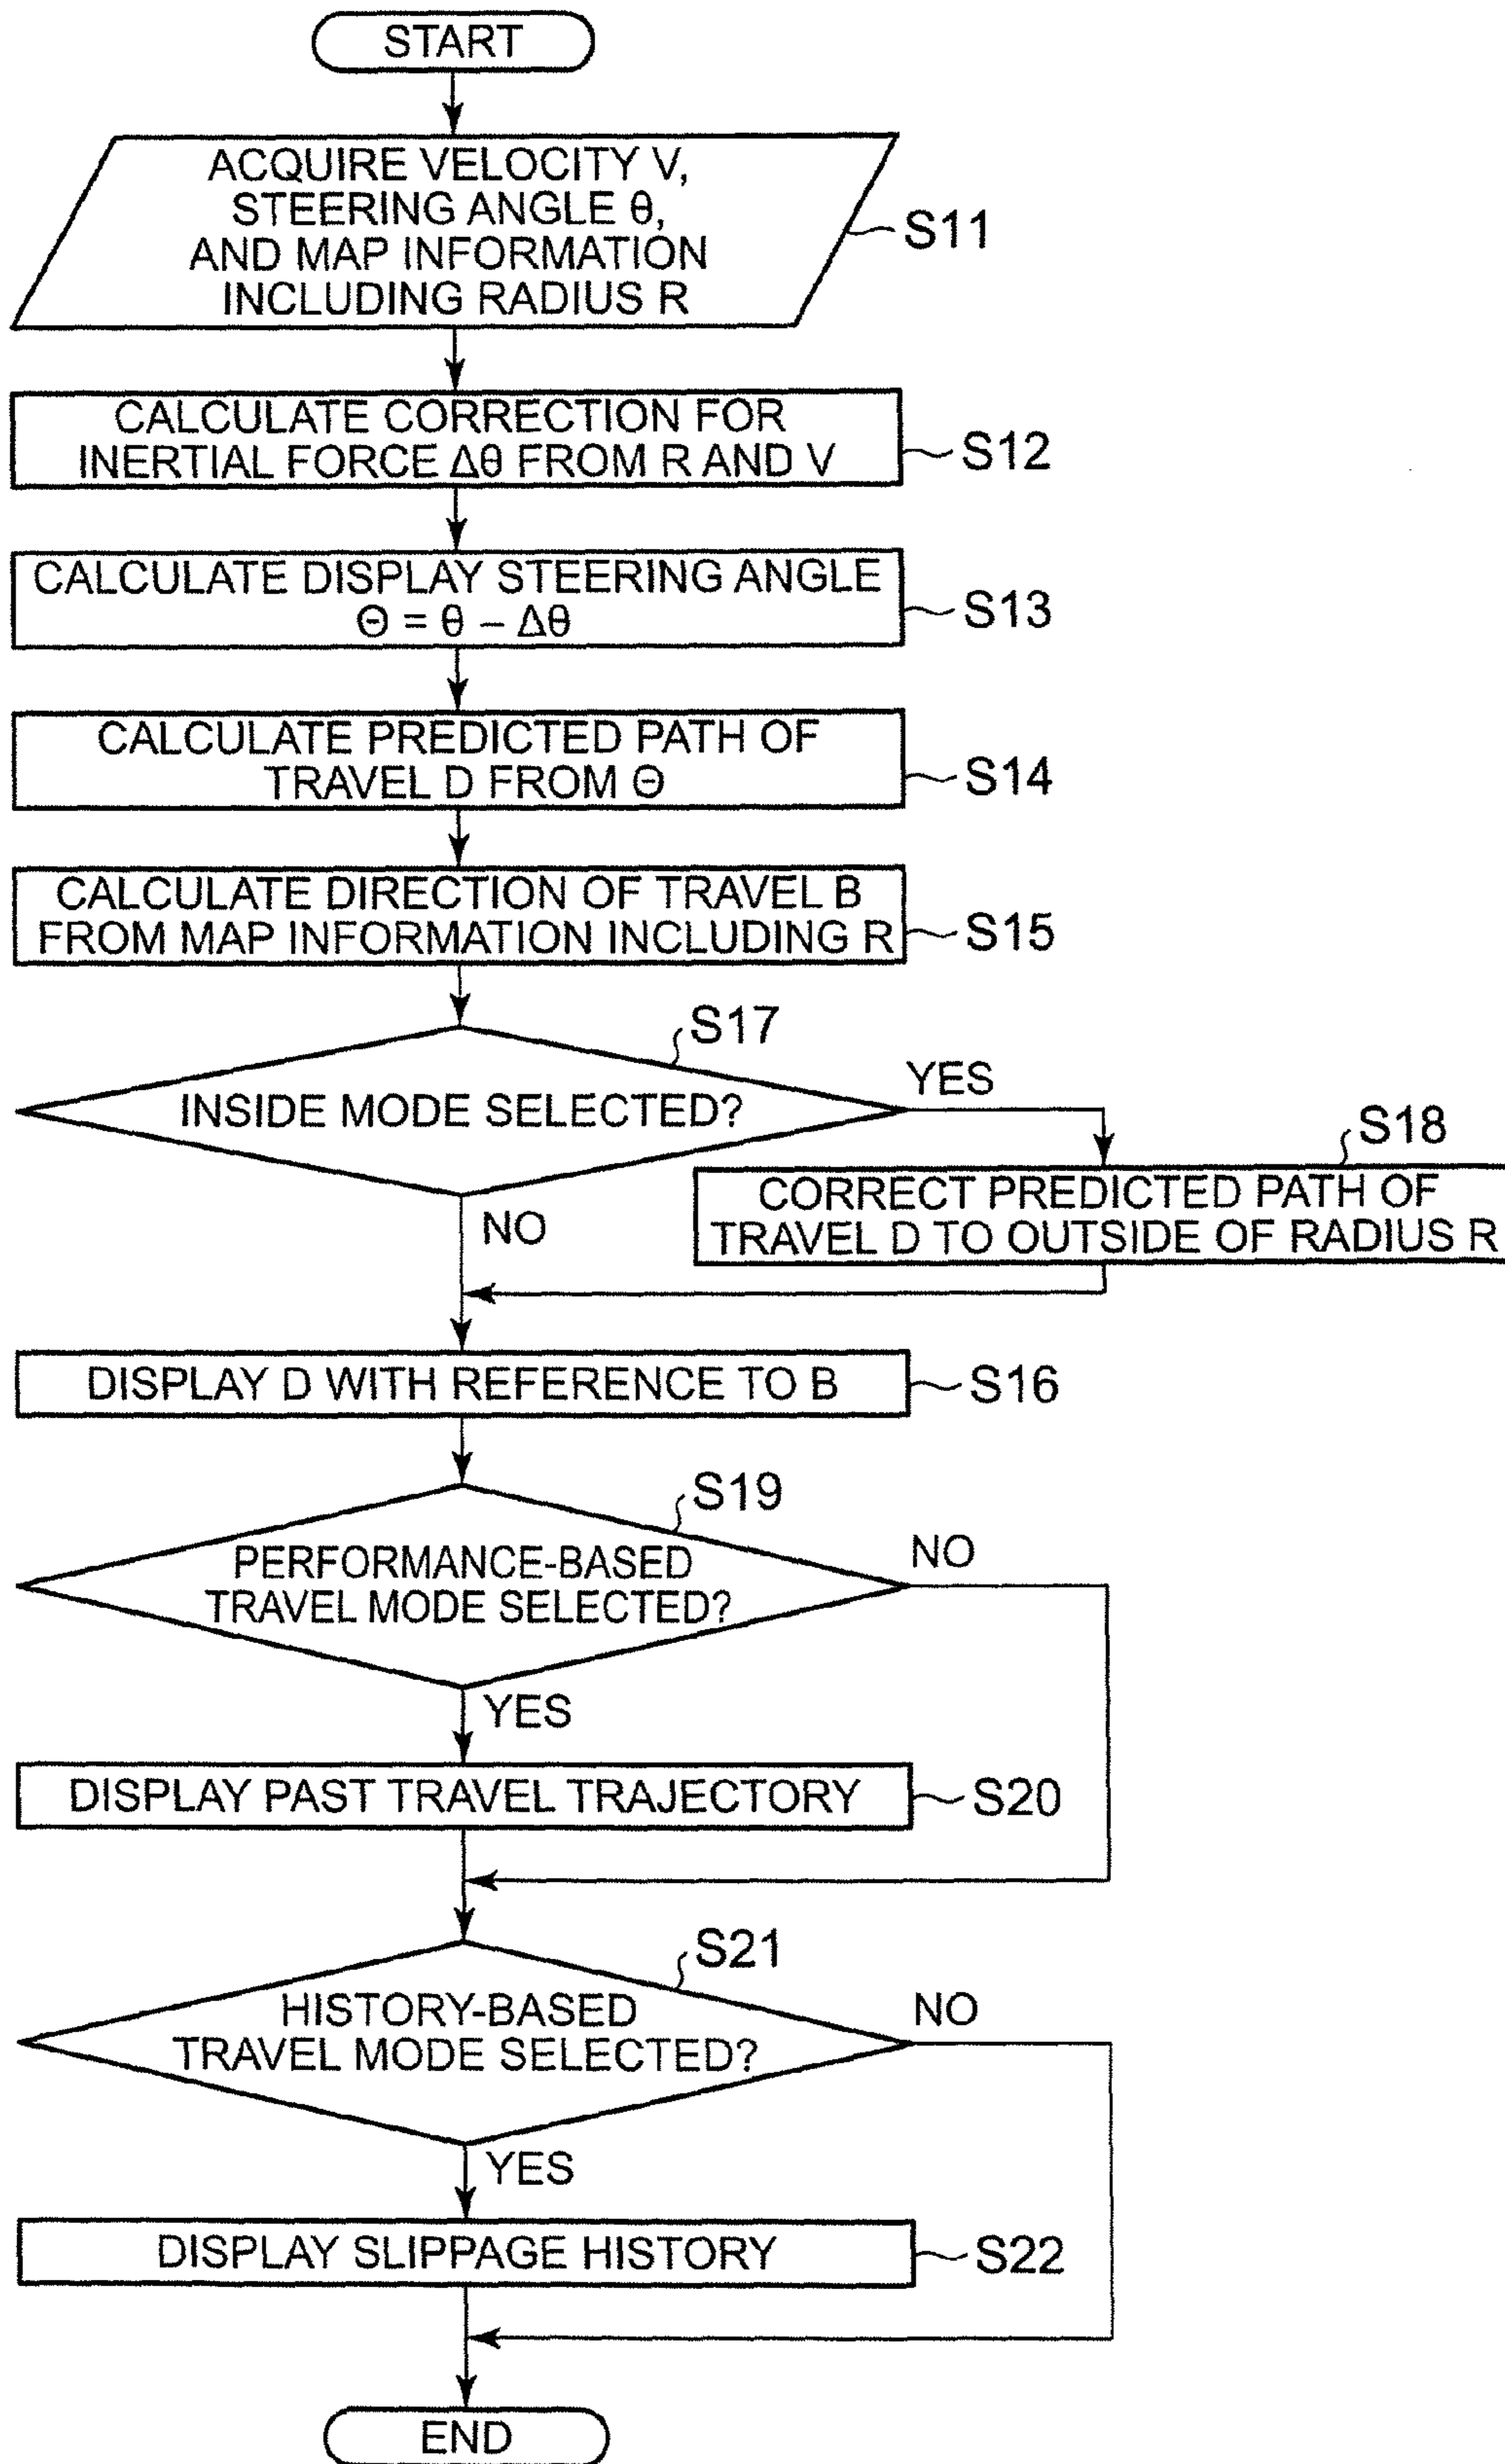 START
ACQUIRE VELOCITY V,
STEERING ANGLE θ,
AND MAP INFORMATION
INCLUDING RADIUS R
S11
CALCULATE CORRECTION FOR
INERTIAL FORCE Δθ FROM R AND V
S12
CALCULATE DISPLAY STEERING ANGLE
Θ = θ – Δθ
S13
CALCULATE PREDICTED PATH OF
TRAVEL D FROM Θ
S14
CALCULATE DIRECTION OF TRAVEL B
FROM MAP INFORMATION INCLUDING R
S15
S17
INSIDE MODE SELECTED?
YES
NO
S18
CORRECT PREDICTED PATH OF
TRAVEL D TO OUTSIDE OF RADIUS R
DISPLAY D WITH REFERENCE TO B
S16
S19
PERFORMANCE-BASED
TRAVEL MODE SELECTED?
NO
YES
DISPLAY PAST TRAVEL TRAJECTORY
S20
S21
HISTORY-BASED
TRAVEL MODE SELECTED?
NO
YES
DISPLAY SLIPPAGE HISTORY
S22
END